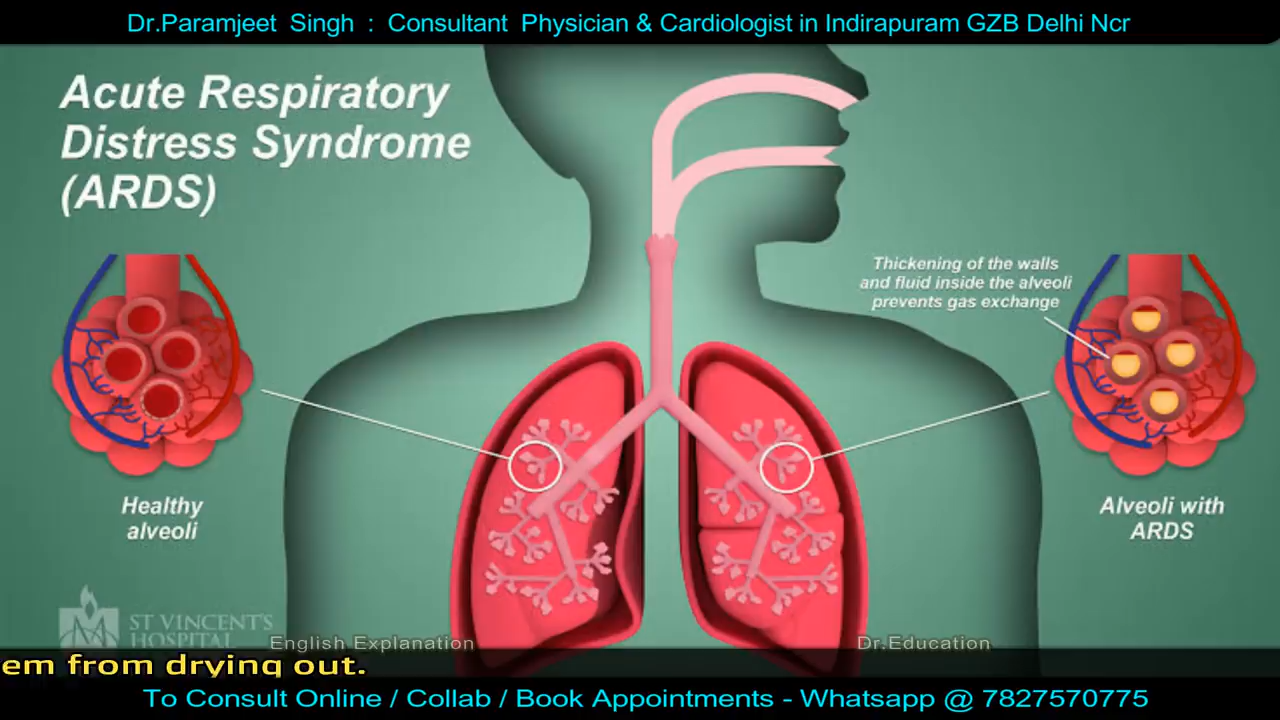 Dr.Paramjeet Singh : Consultant Physician & Cardiologist in Indirapuram GZB Delhi Ncr
Acute Respiratory
Distress Syndrome
(ARDS)
Thickening of the walls
and fluid inside the alveoli
prevents gas exchange
Healthy
alveoli
Alveoli with
ARDS
ST VINCENT'S
HOSPITAL
English Explanation
Dr.Education
em from drying out.
To Consult Online / Collab / Book Appointments - Whatsapp @ 7827570775